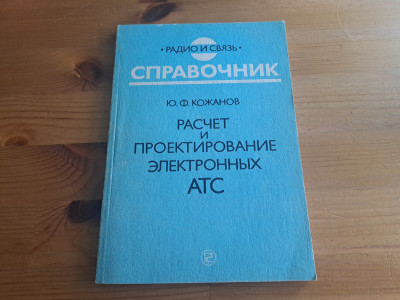 • РАДИО И СВЯЗЬ •
СПРАВОЧНИК
Ю. Ф. КОЖАНОВ
РАСЧЕТ
И
ПРОЕКТИРОВАНИЕ
ЭЛЕКТРОННЫХ
АТС